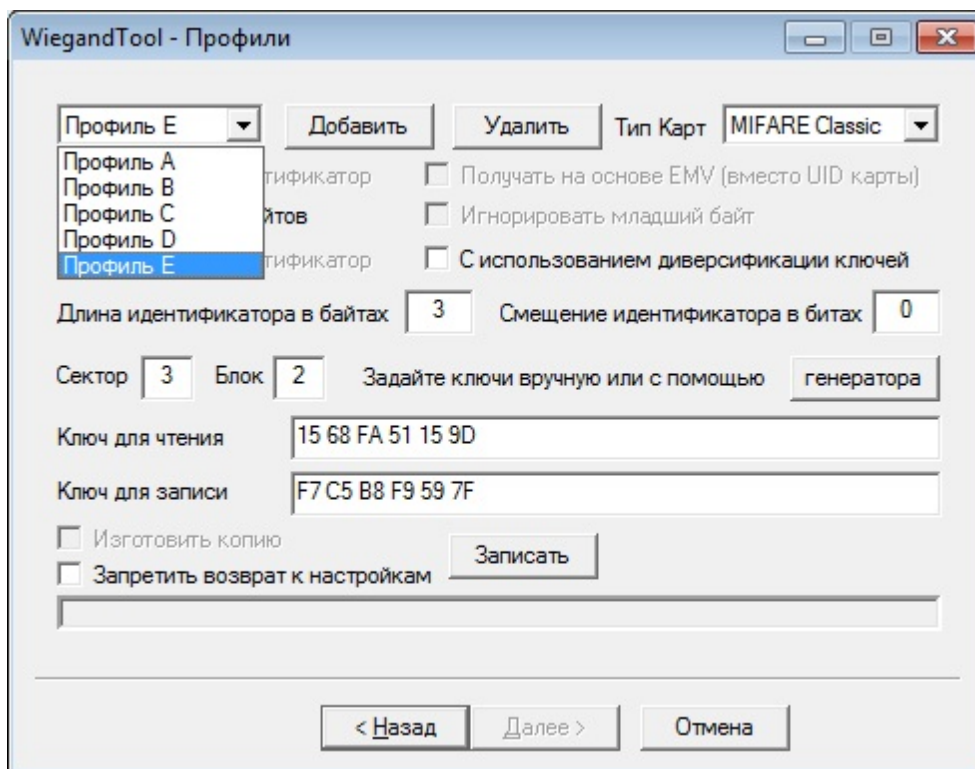 WiegandTool - Профили
Профиль E Добавить Удалить Тип Карт MIFARE Classic
Профиль A
Профиль B тификатор Получать на основе EMV (вместо UID карты)
Профиль C йтов Игнорировать младший байт
Профиль D
Профиль E тификатор С использованием диверсификации ключей
Длина идентификатора в байтах 3 Смещение идентификатора в битах 0
Сектор 3 Блок 2 Задайте ключи вручную или с помощью генератора
Ключ для чтения 15 68 FA 51 15 9D
Ключ для записи F7 C5 B8 F9 59 7F
Изготовить копию
Записать
Запретить возврат к настройкам
< Назад Далее > Отмена